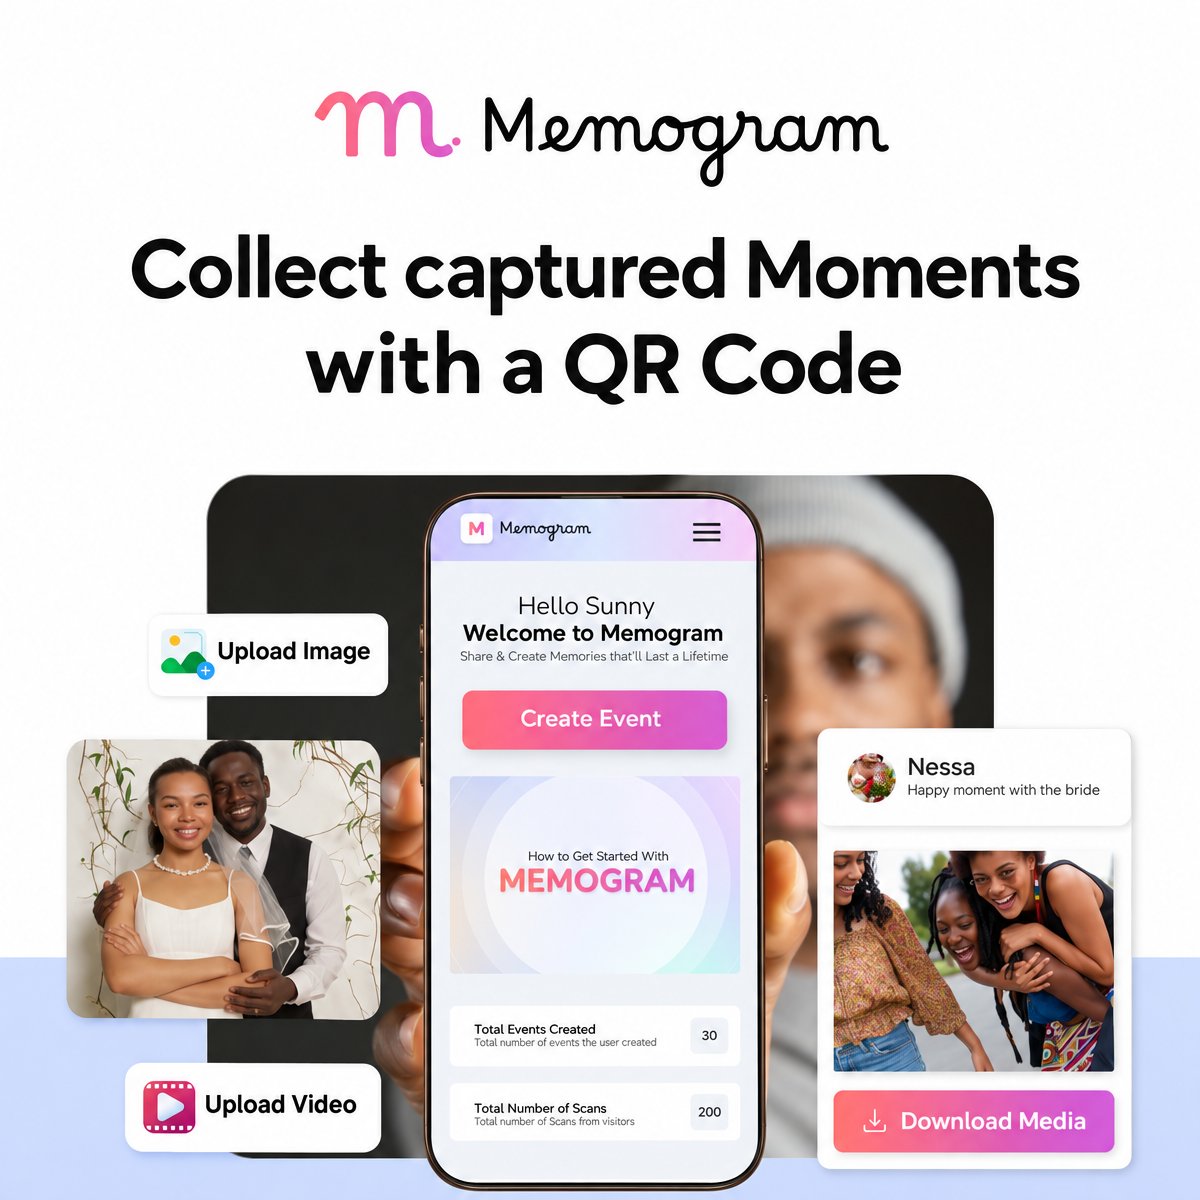 m. Memogram
Collect captured Moments
with a QR Code
M Memogram
Hello Sunny
Welcome to Memogram
Share & Create Memories that'll Last a Lifetime
Create Event
How to Get Started With
MEMOGRAM
Total Events Created
Total number of events the user created
30
Total Number of Scans
Total number of Scans from visitors
200
Upload Image
Upload Video
Nessa
Happy moment with the bride
Download Media